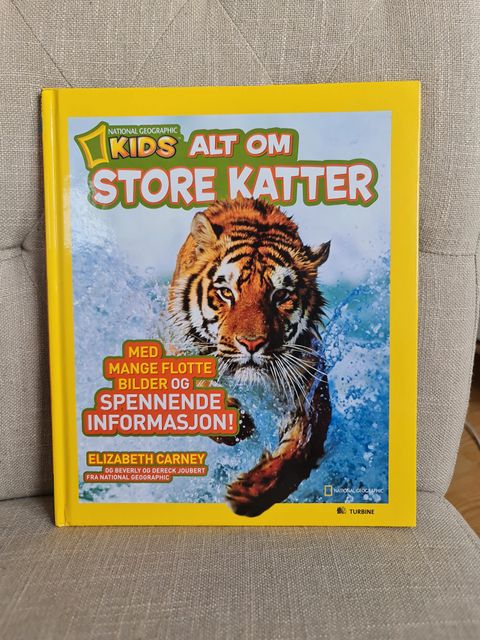 NATIONAL GEOGRAPHIC
KIDS ALT OM
STORE KATTER
MED
MANGE FLOTTE
BILDER OG
SPENNENDE
INFORMASJON!
ELIZABETH CARNEY
OG BEVERLY OG DERECK JOUBERT
FRA NATIONAL GEOGRAPHIC
NATIONAL GEOGRAPHIC
TURBINE